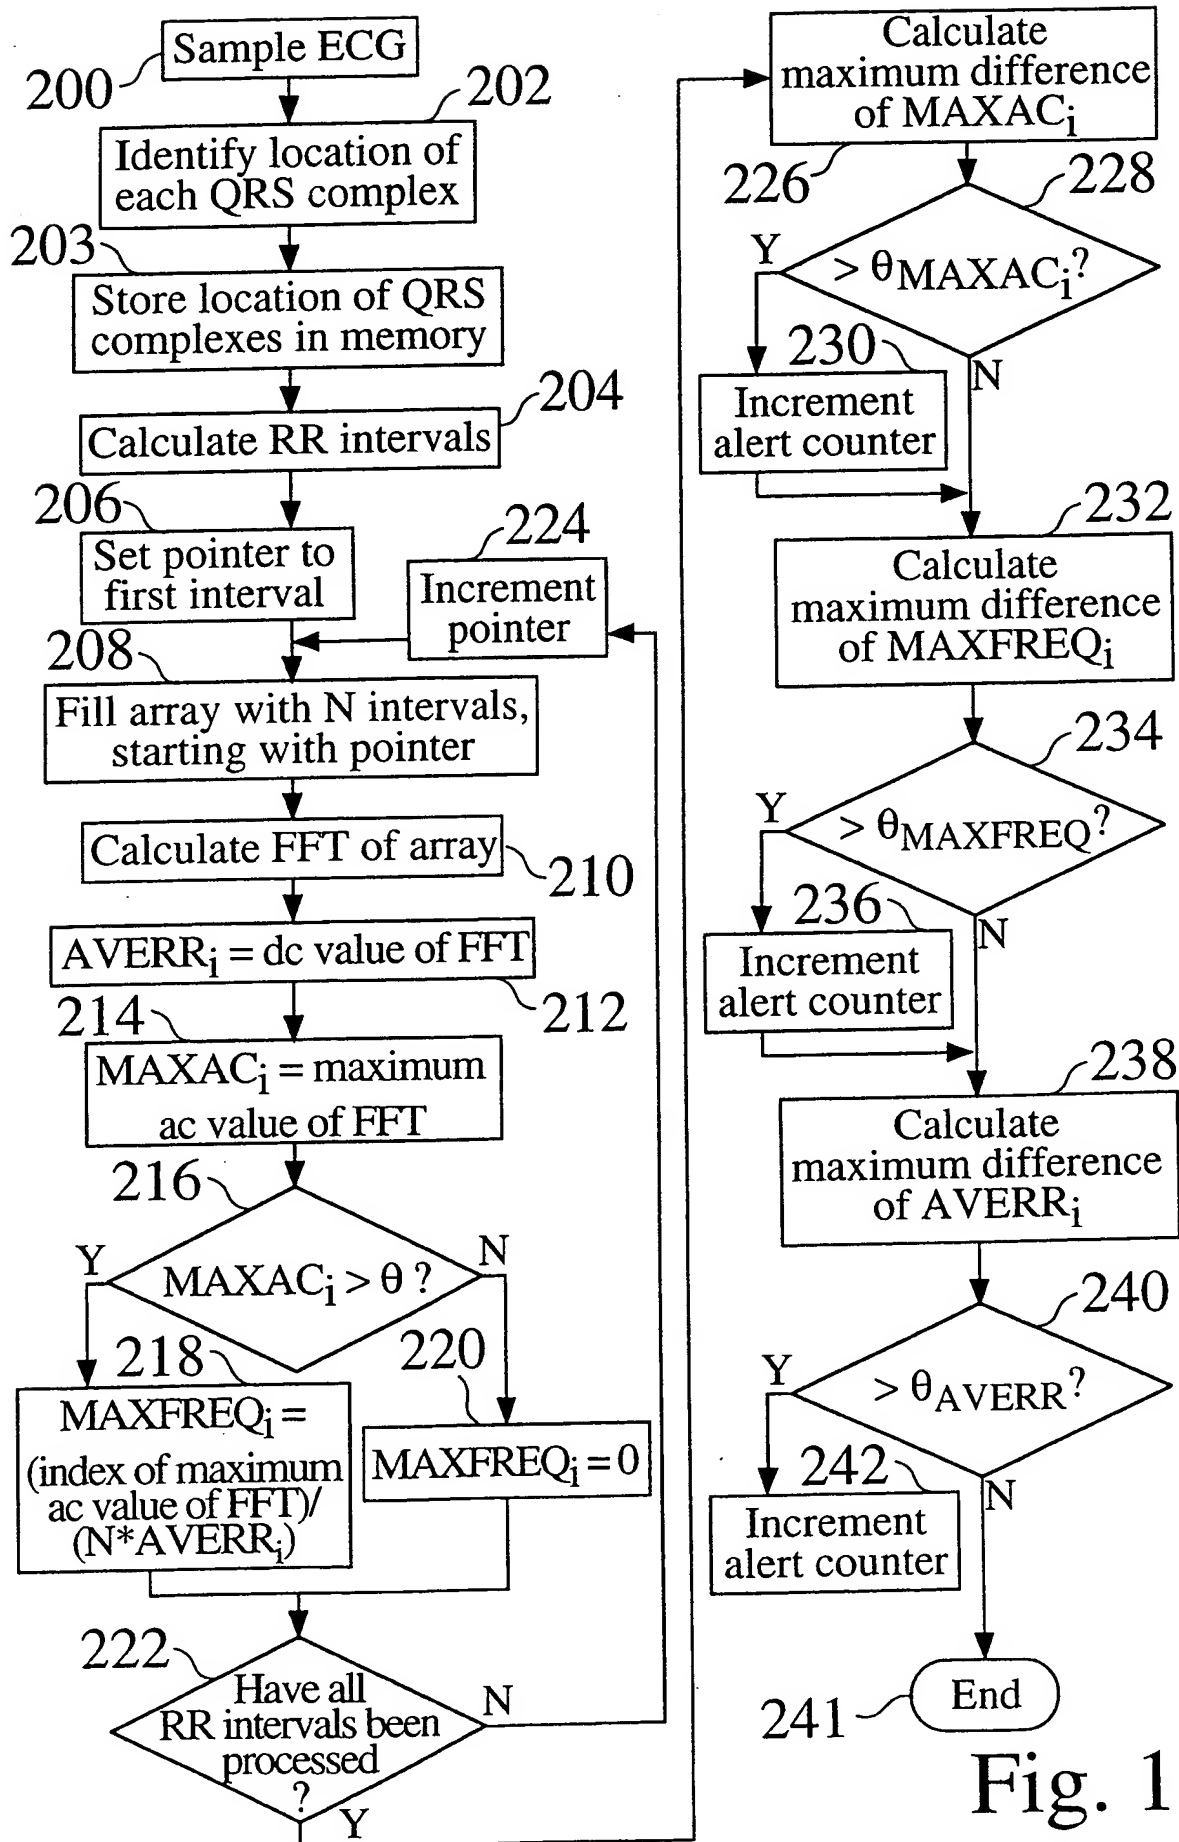 200
Sample ECG
202
Identify location of
each QRS complex
203
Store location of QRS
complexes in memory
204
Calculate RR intervals
206
Set pointer to
first interval
224
Increment
pointer
208
Fill array with N intervals,
starting with pointer
Calculate FFT of array
210
AVERRi = dc value of FFT
212
214
MAXACi = maximum
ac value of FFT
216
MAXACi > θ ?
Y
N
218
MAXFREQi =
(index of maximum
ac value of FFT)/
(N*AVERRi)
220
MAXFREQi = 0
222
Have all
RR intervals been
processed
?
N
Y
Calculate
maximum difference
of MAXACi
226
228
> θMAXACi?
Y
N
230
Increment
alert counter
232
Calculate
maximum difference
of MAXFREQi
234
> θMAXFREQ?
Y
N
236
Increment
alert counter
238
Calculate
maximum difference
of AVERRi
240
> θAVERR?
Y
N
242
Increment
alert counter
End
241
Fig. 1